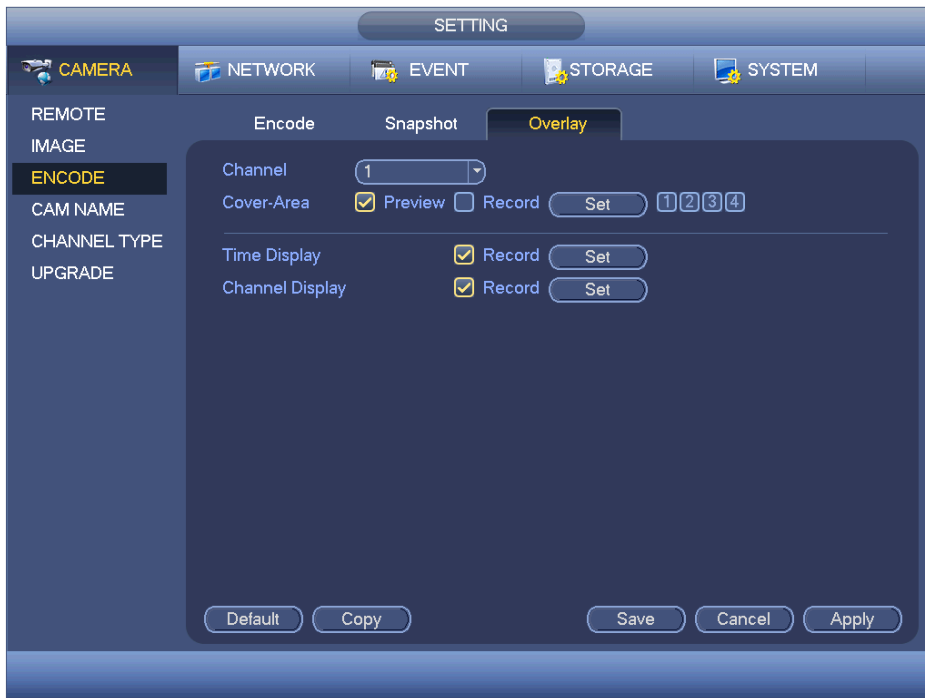 SETTING
CAMERA NETWORK EVENT STORAGE SYSTEM
REMOTE
IMAGE
ENCODE
CAM NAME
CHANNEL TYPE
UPGRADE
Encode Snapshot Overlay
Channel 1
Cover-Area Preview Record Set 1 2 3 4
Time Display Record Set
Channel Display Record Set
Default Copy Save Cancel Apply